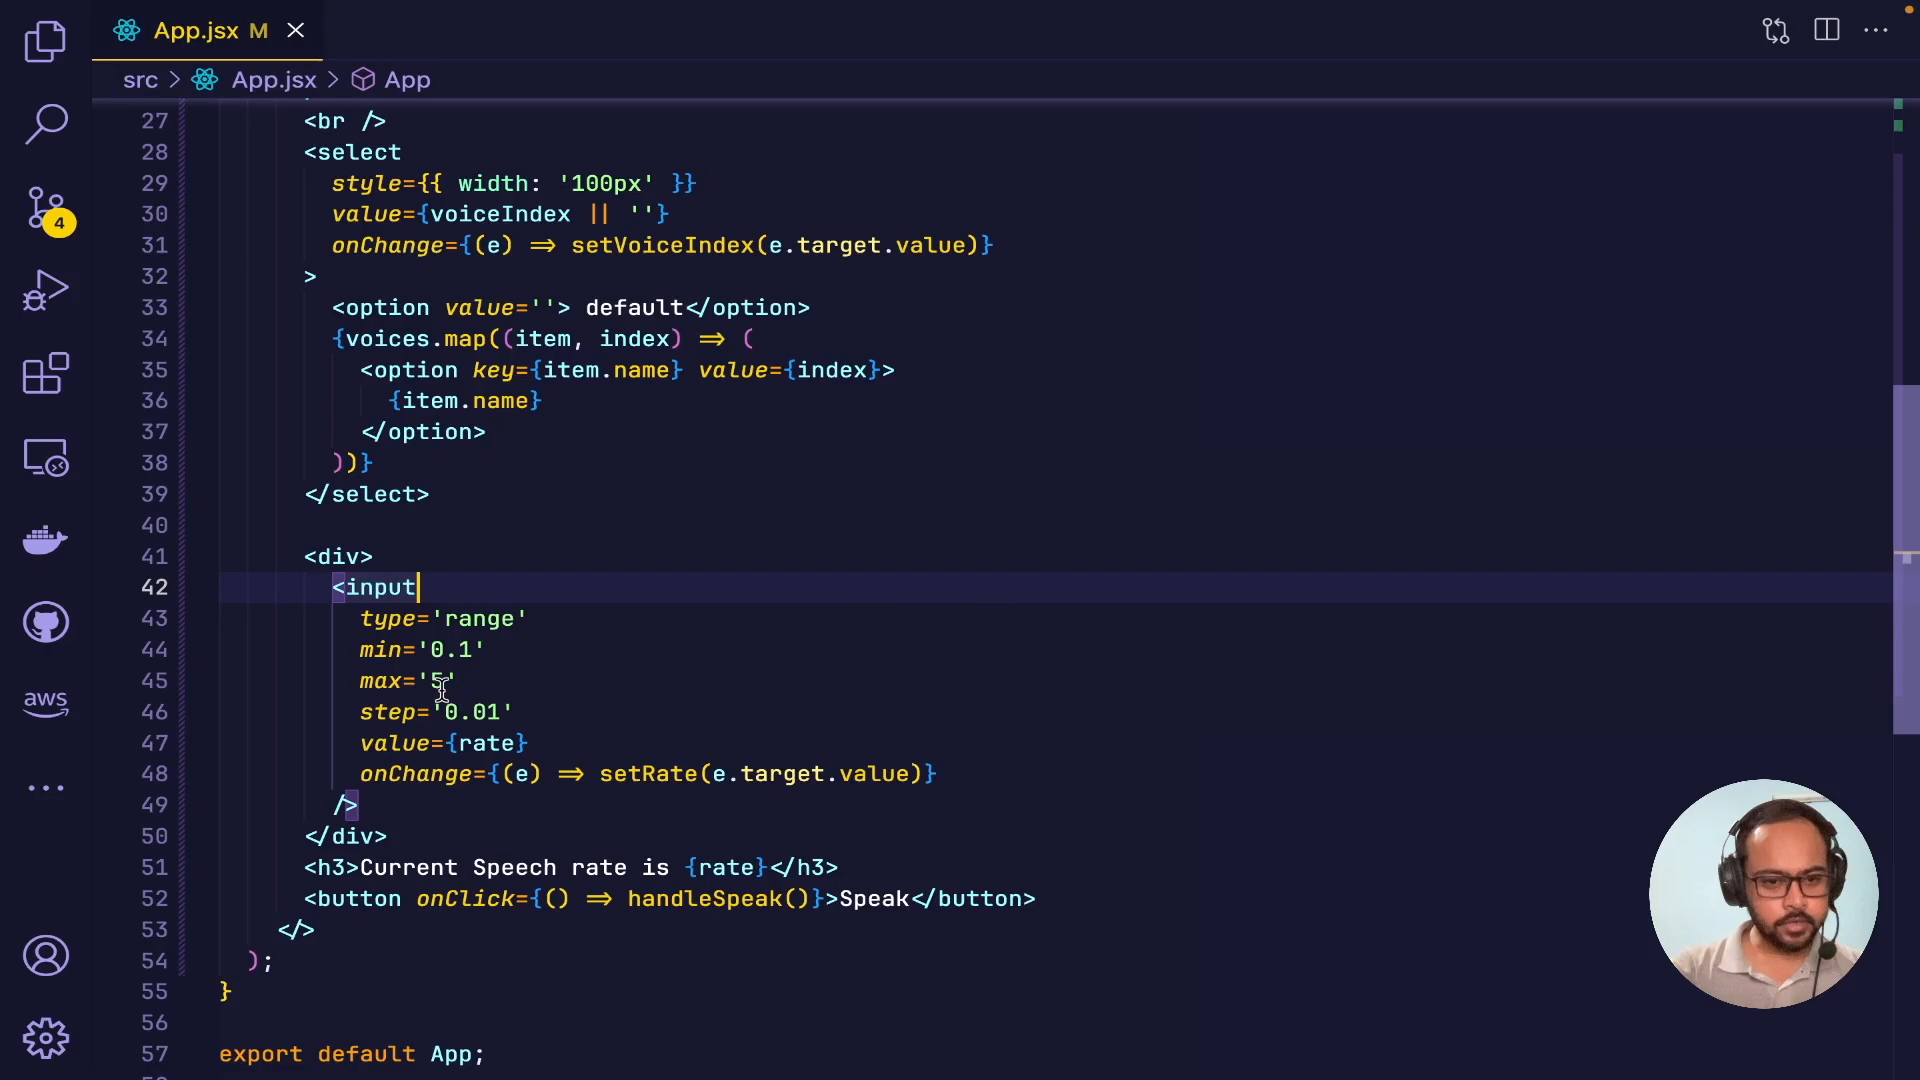 App.jsx M
src > App.jsx > App
27 <br />
28 <select
29 style={{ width: '100px' }}
30 value={voiceIndex || ''}
31 onChange={(e) => setVoiceIndex(e.target.value)}
32 >
33 <option value=''> default</option>
34 {voices.map((item, index) => (
35 <option key={item.name} value={index}>
36 {item.name}
37 </option>
38 ))}
39 </select>
40
41 <div>
42 <input
43 type='range'
44 min='0.1'
45 max='5'
46 step='0.01'
47 value={rate}
48 onChange={(e) => setRate(e.target.value)}
49 />
50 </div>
51 <h3>Current Speech rate is {rate}</h3>
52 <button onClick={() => handleSpeak()}>Speak</button>
53 </>
54 );
55 }
56
57 export default App;
4
aws